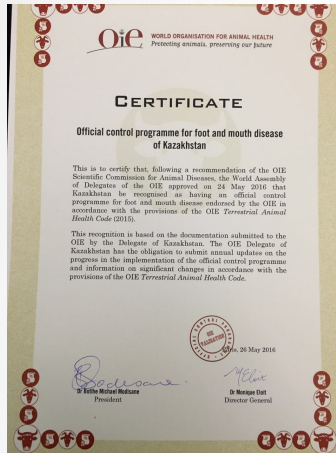 Oie WORLD ORGANISATION FOR ANIMAL HEALTH
Protecting animals, preserving our future
CERTIFICATE
Official control programme for foot and mouth disease
of Kazakhstan
This is to certify that, following a recommendation of the OIE
Scientific Commission for Animal Diseases, the World Assembly
of Delegates of the OIE approved on 24 May 2016 that
Kazakhstan be recognised as having an official control
programme for foot and mouth disease endorsed by the OIE in
accordance with the provisions of the OIE Terrestrial Animal
Health Code (2015).
This recognition is based on the documentation submitted to the
OIE by the Delegate of Kazakhstan. The OIE Delegate of
Kazakhstan has the obligation to submit annual updates on the
progress in the implementation of the official control programme
and information on significant changes in accordance with the
provisions of the OIE Terrestrial Animal Health Code.
OIE
VALIDATION
26 May 2016
Dr Botlhe Michael Modisane
President
Dr Monique Eloit
Director General